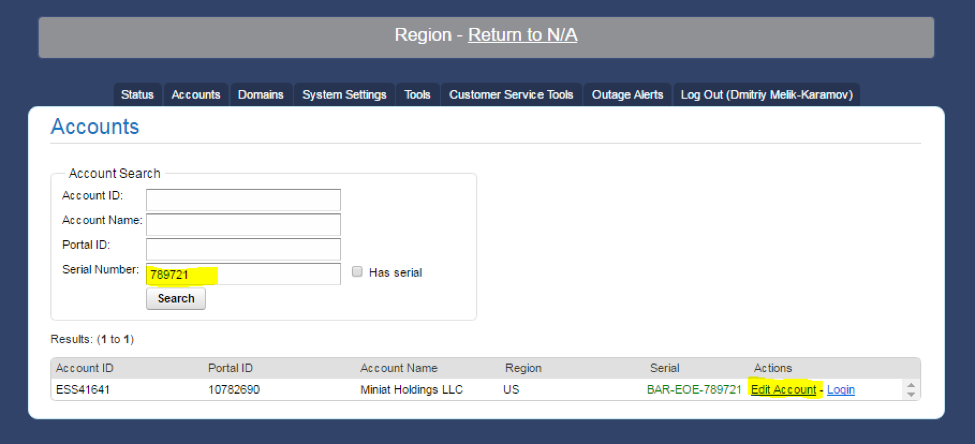 Region - Return to N/A
Status Accounts Domains System Settings Tools Customer Service Tools Outage Alerts Log Out (Dmitriy Melik-Karamov)
Accounts
Account Search
Account ID:
Account Name:
Portal ID:
Serial Number: 789721 Has serial
Search
Results: (1 to 1)
Account ID Portal ID Account Name Region Serial Actions
ESS41641 10782690 Miniat Holdings LLC US BAR-EOE-789721 Edit Account - Login